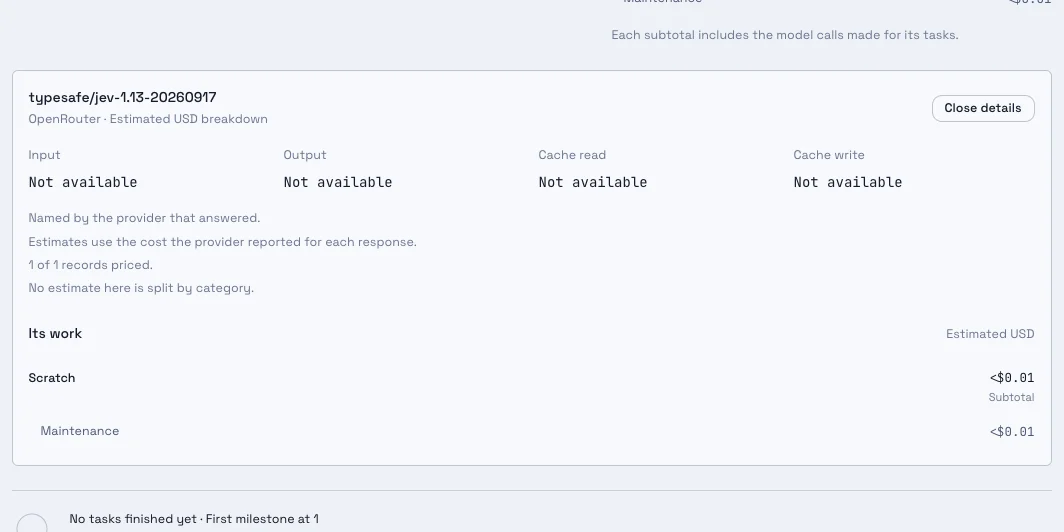 Maintenance <$0.01
Each subtotal includes the model calls made for its tasks.
typesafe/jev-1.13-20260917
Close details
OpenRouter · Estimated USD breakdown
Input Output Cache read Cache write
Not available Not available Not available Not available
Named by the provider that answered.
Estimates use the cost the provider reported for each response.
1 of 1 records priced.
No estimate here is split by category.
Its work Estimated USD
Scratch <$0.01
Subtotal
Maintenance <$0.01
No tasks finished yet · First milestone at 1